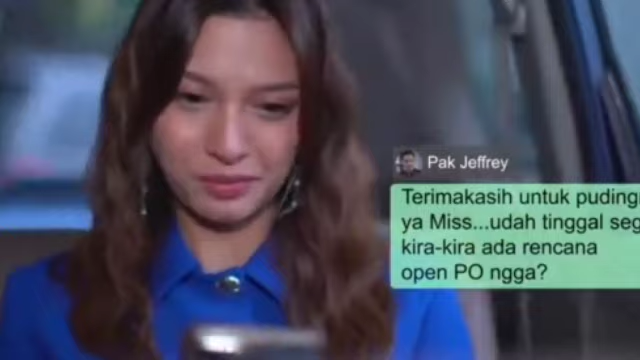 Pak Jeffrey
Terimakasih untuk puding
ya Miss...udah tinggal seg
kira-kira ada rencana
open PO ngga?